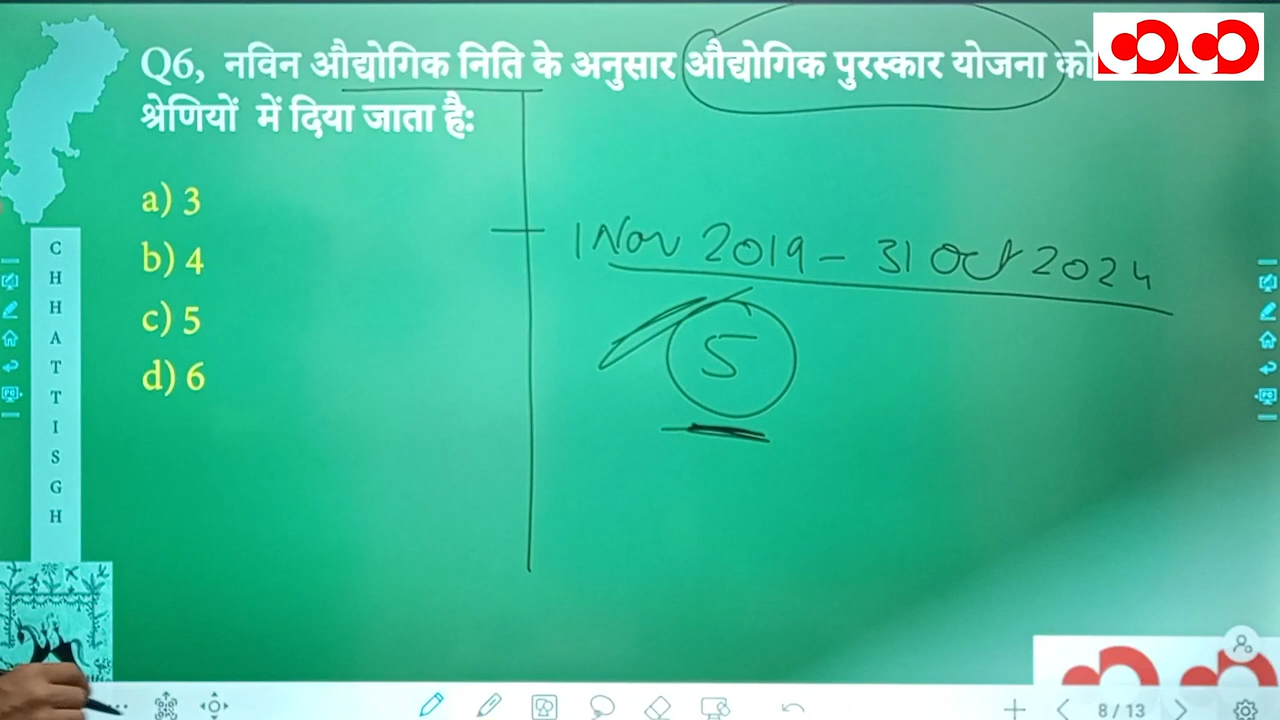 Q6, नविन औद्योगिक निति के अनुसार औद्योगिक पुरस्कार योजना को
श्रेणियों में दिया जाता है:
a) 3
b) 4
c) 5
d) 6
1 Nov 2019 - 31 Oct 2024
5
CHHATTISGH
8 / 13